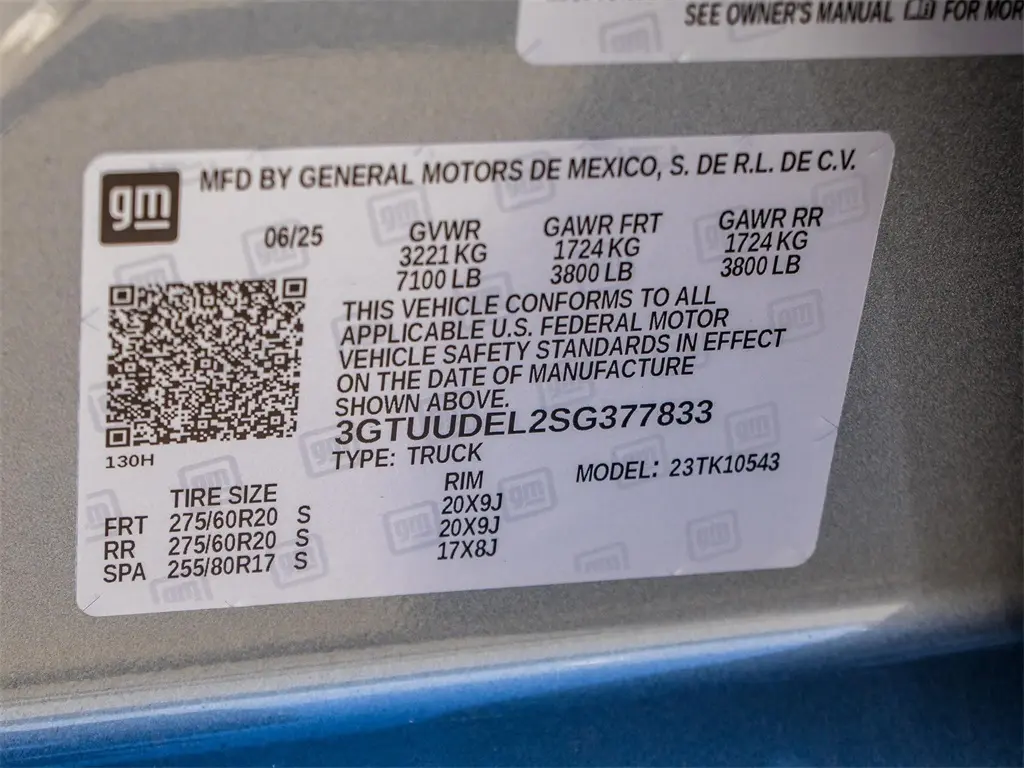 SEE OWNER'S MANUAL FOR MOR
gm
MFD BY GENERAL MOTORS DE MEXICO, S. DE R.L. DE C.V.
06/25 GVWR GAWR FRT GAWR RR
3221 KG 1724 KG 1724 KG
7100 LB 3800 LB 3800 LB
THIS VEHICLE CONFORMS TO ALL
APPLICABLE U.S. FEDERAL MOTOR
VEHICLE SAFETY STANDARDS IN EFFECT
ON THE DATE OF MANUFACTURE
SHOWN ABOVE.
3GTUUDEL2SG377833
130H
TYPE: TRUCK MODEL: 23TK10543
TIRE SIZE RIM
FRT 275/60R20 S 20X9J
RR 275/60R20 S 20X9J
SPA 255/80R17 S 17X8J